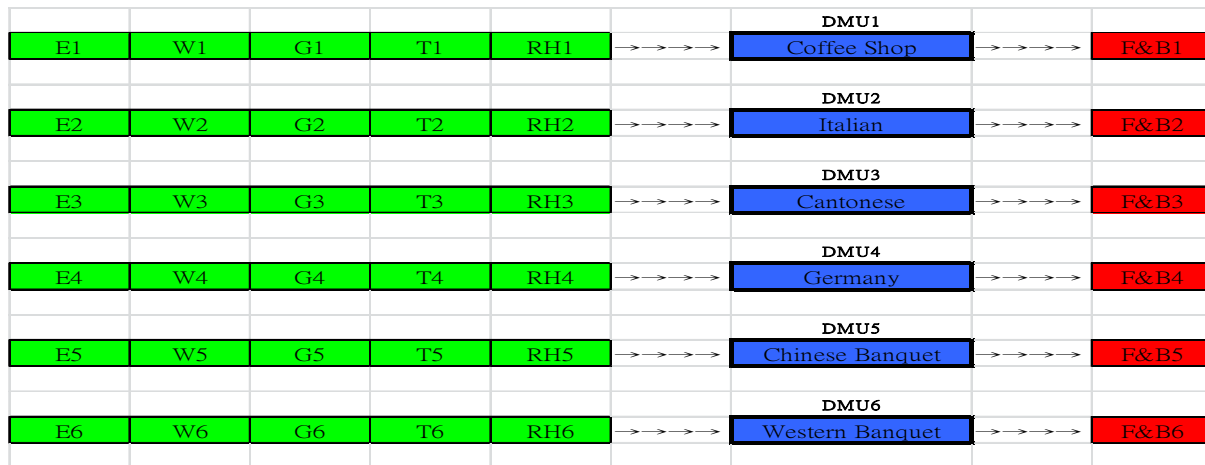 DMU1
E1 W1 G1 T1 RH1 →→→→ Coffee Shop →→→→ F&B1
DMU2
E2 W2 G2 T2 RH2 →→→→ Italian →→→→ F&B2
DMU3
E3 W3 G3 T3 RH3 →→→→ Cantonese →→→→ F&B3
DMU4
E4 W4 G4 T4 RH4 →→→→ Germany →→→→ F&B4
DMU5
E5 W5 G5 T5 RH5 →→→→ Chinese Banquet →→→→ F&B5
DMU6
E6 W6 G6 T6 RH6 →→→→ Western Banquet →→→→ F&B6